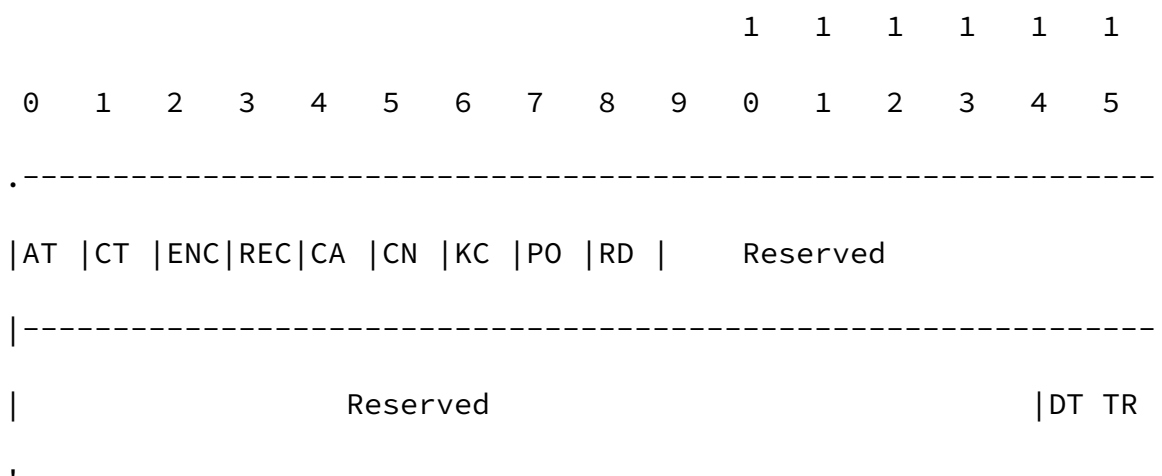 1 1 1 1 1 1
0 1 2 3 4 5 6 7 8 9 0 1 2 3 4 5
.---------------------------------------------------------------
|AT |CT |ENC|REC|CA |CN |KC |PO |RD | Reserved
|---------------------------------------------------------------
| Reserved |DT TR
'